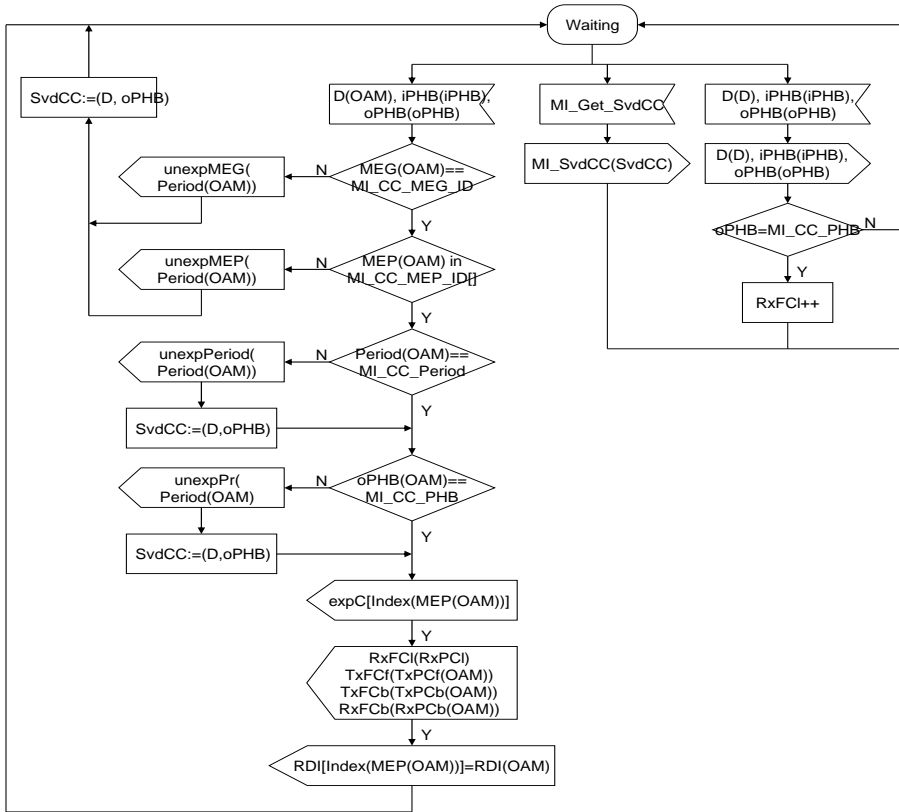 Waiting
D(OAM), iPHB(iPHB),
oPHB(oPHB)
MI_Get_SvdCC
D(D), iPHB(iPHB),
oPHB(oPHB)
SvdCC:=(D, oPHB)
MI_SvdCC(SvdCC)
D(D), iPHB(iPHB),
oPHB(oPHB)
unexpMEG(
Period(OAM))
N
MEG(OAM)==
MI_CC_MEG_ID
Y
oPHB=MI_CC_PHB
N
Y
RxFCl++
unexpMEP(
Period(OAM))
N
MEP(OAM) in
MI_CC_MEP_ID[]
Y
unexpPeriod(
Period(OAM))
N
Period(OAM)==
MI_CC_Period
Y
SvdCC:=(D,oPHB)
unexpPr(
Period(OAM)
N
oPHB(OAM)==
MI_CC_PHB
Y
SvdCC:=(D,oPHB)
expC[Index(MEP(OAM))]
Y
RxFCl(RxPCl)
TxFCf(TxPCf(OAM))
TxFCb(TxPCb(OAM))
RxFCb(RxPCb(OAM))
Y
RDI[Index(MEP(OAM))]=RDI(OAM)